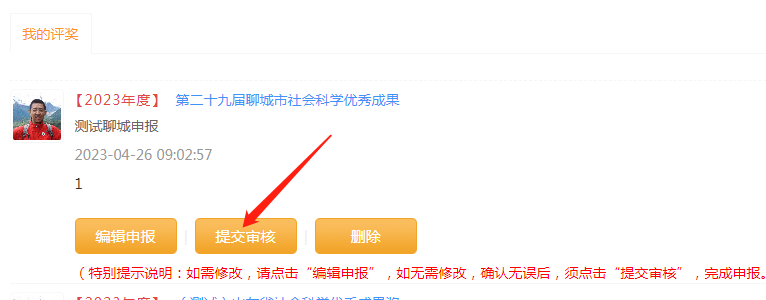 我的评奖
【2023年度】 第二十九届聊城市社会科学优秀成果
测试聊城申报
2023-04-26 09:02:57
1
编辑申报 提交审核 删除
（特别提示说明：如需修改，请点击“编辑申报”，如无需修改，确认无误后，须点击“提交审核”，完成申报。